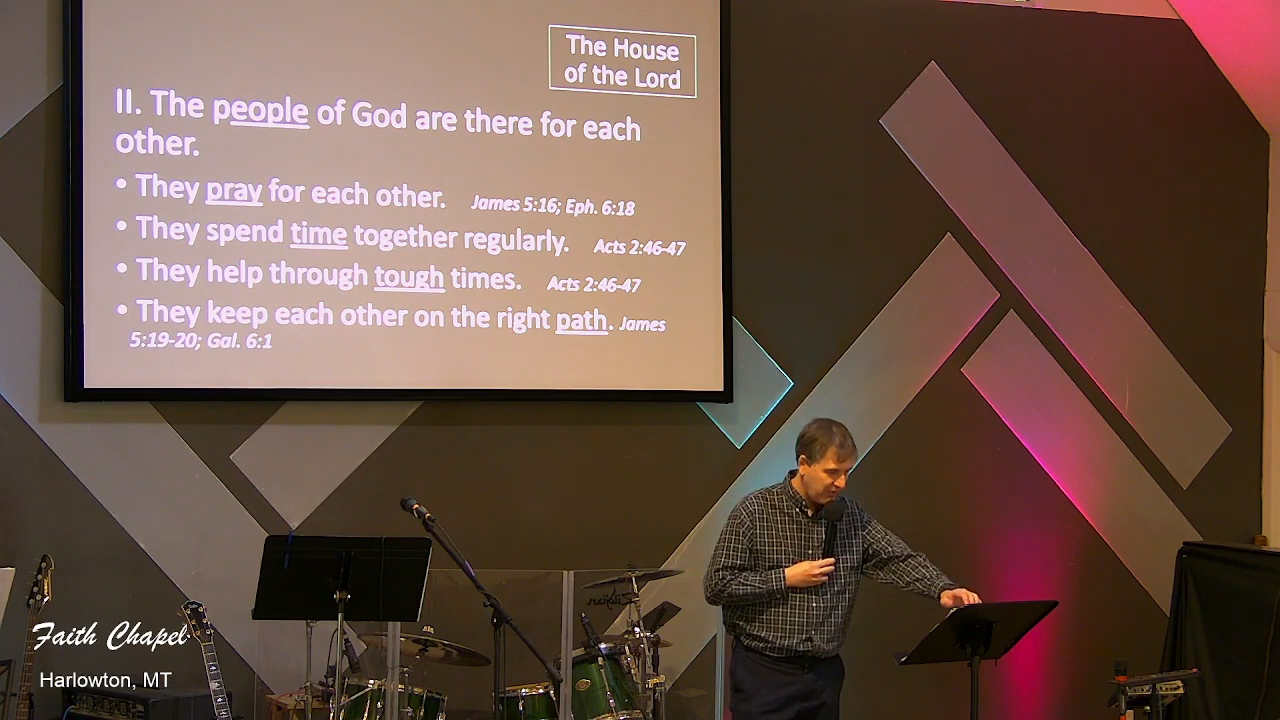 The House
of the Lord
II. The people of God are there for each
other.
• They pray for each other. James 5:16; Eph. 6:18
• They spend time together regularly. Acts 2:46-47
• They help through tough times. Acts 2:46-47
• They keep each other on the right path. James
5:19-20; Gal. 6:1
Zildjian
Faith Chapel
Harlowton, MT